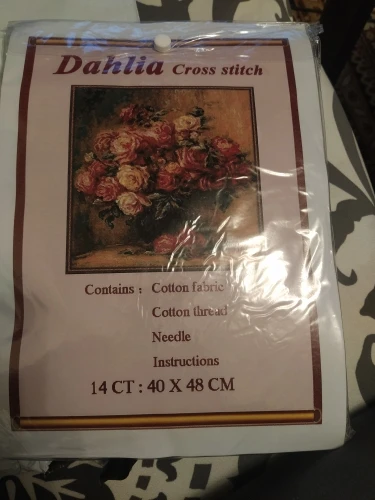 Dahlia Cross stitch
Contains : Cotton fabric
Cotton thread
Needle
Instructions
14 CT : 40 X 48 CM